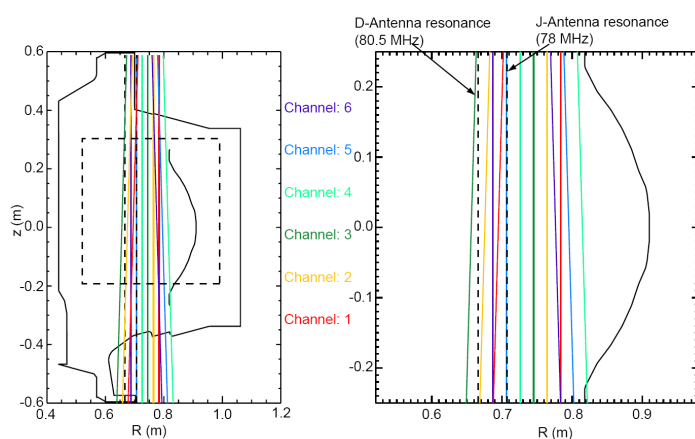 D-Antenna resonance
(80.5 MHz)
J-Antenna resonance
(78 MHz)
0.6
0.4
0.2
0.0
-0.2
-0.4
-0.6
z (m)
0.4
0.6
0.8
1.0
1.2
R (m)
Channel: 6
Channel: 5
Channel: 4
Channel: 3
Channel: 2
Channel: 1
0.2
0.1
0.0
-0.1
-0.2
0.6
0.7
0.8
0.9
R (m)